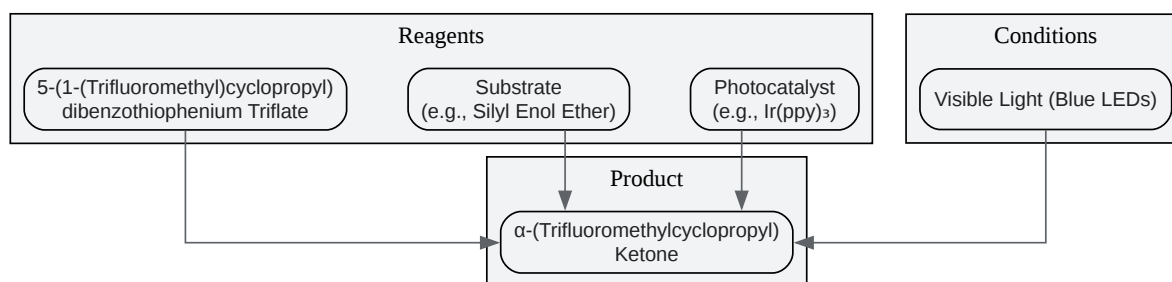 Reagents
Conditions
5-(1-(Trifluoromethyl)cyclopropyl)
dibenzothiophenium Triflate
Substrate
(e.g., Silyl Enol Ether)
Photocatalyst
(e.g., Ir(ppy)₃)
Visible Light (Blue LEDs)
Product
α-(Trifluoromethylcyclopropyl)
Ketone